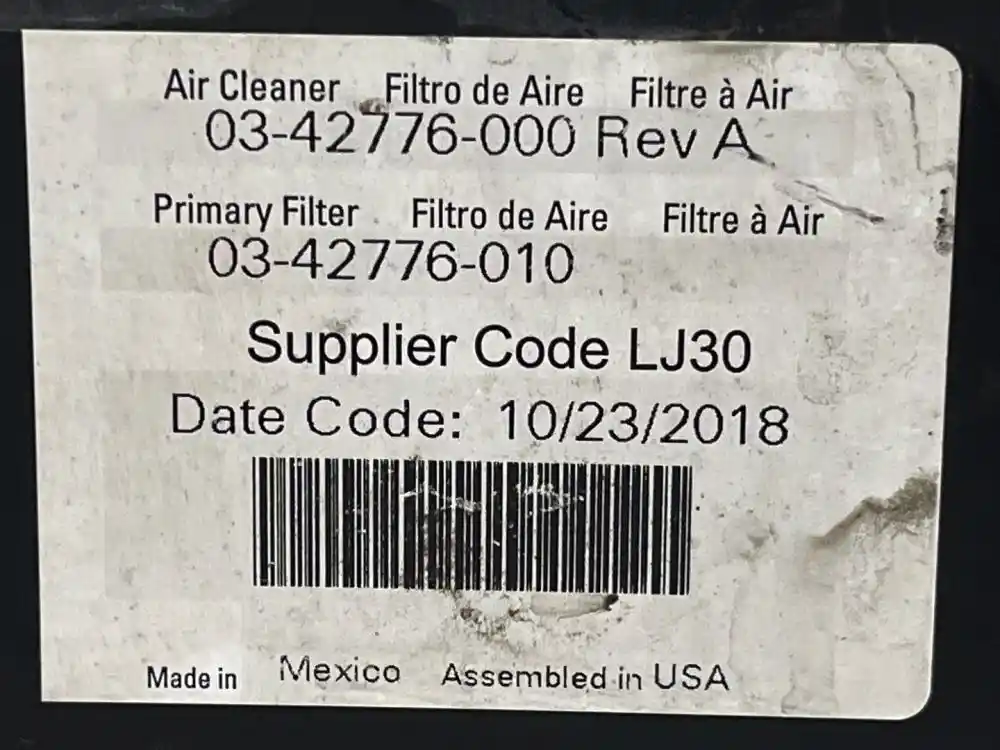 Air Cleaner Filtro de Aire Filtre à Air
03-42776-000 Rev A
Primary Filter Filtro de Aire Filtre à Air
03-42776-010
Supplier Code LJ30
Date Code: 10/23/2018
Made in Mexico Assembled in USA